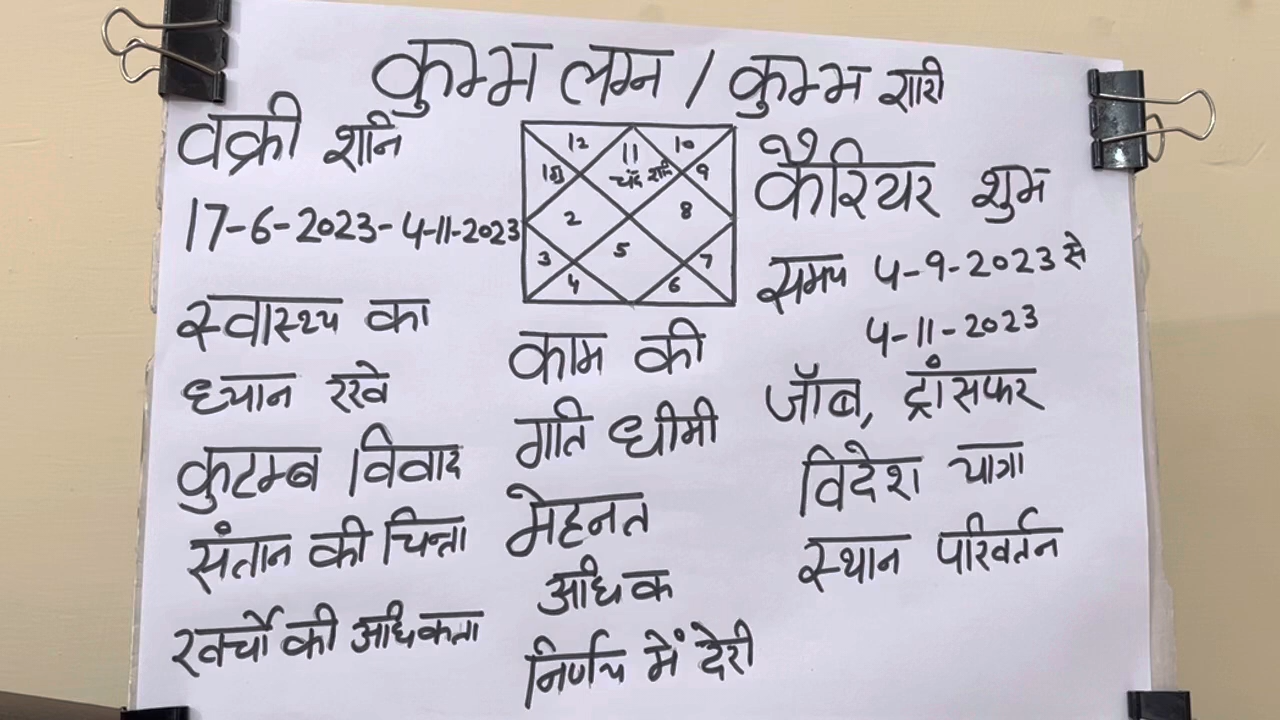 कुम्भ लग्न / कुम्भ राशी
वक्री शनि
17-6-2023-4-11-2023
स्वास्थ्य का
ध्यान रखे
कुटम्ब विवाद
संतान की चिन्ता
खर्चो की अधिकता
12 11 10
1गु चंद्र शनि 9
2 8
3 5 7
4 6
काम की
गति धीमी
मेहनत
अधिक
निर्णय में देरी
कैरियर शुभ
समय 4-9-2023 से
4-11-2023
जॉब, ट्रांसफर
विदेश यात्रा
स्थान परिवर्तन